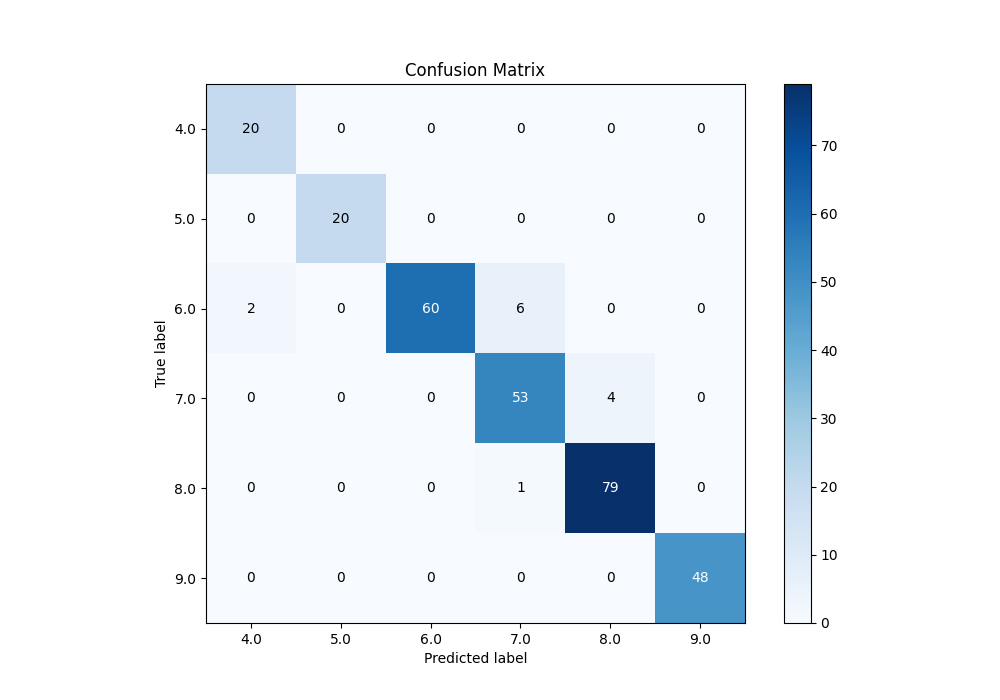 Confusion Matrix
4.0 20 0 0 0 0 0
5.0 0 20 0 0 0 0
6.0 2 0 60 6 0 0
7.0 0 0 0 53 4 0
8.0 0 0 0 1 79 0
9.0 0 0 0 0 0 48
4.0 5.0 6.0 7.0 8.0 9.0
Predicted label
True label
70
60
50
40
30
20
10
0